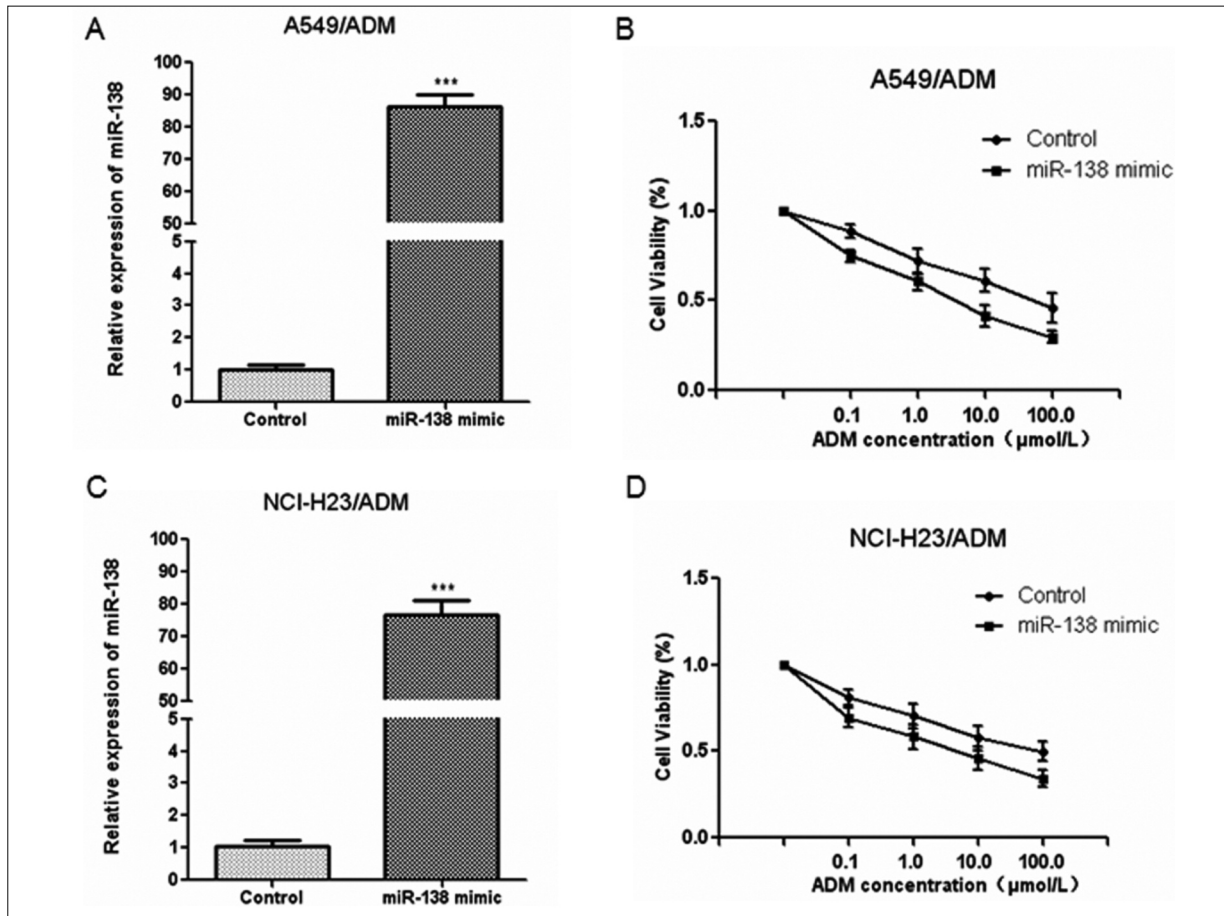 A
A549/ADM
Relative expression of miR-138
100
90
80
70
60
50
5
4
3
2
1
0
***
Control
miR-138 mimic
B
A549/ADM
Cell Viability (%)
1.5
1.0
0.5
0.0
Control
miR-138 mimic
0.1 1.0 10.0 100.0
ADM concentration（μmol/L）
C
NCI-H23/ADM
Relative expression of miR-138
100
90
80
70
60
50
5
4
3
2
1
0
***
Control
miR-138 mimic
D
NCI-H23/ADM
Cell Viability (%)
1.5
1.0
0.5
0.0
Control
miR-138 mimic
0.1 1.0 10.0 100.0
ADM concentration（μmol/L）